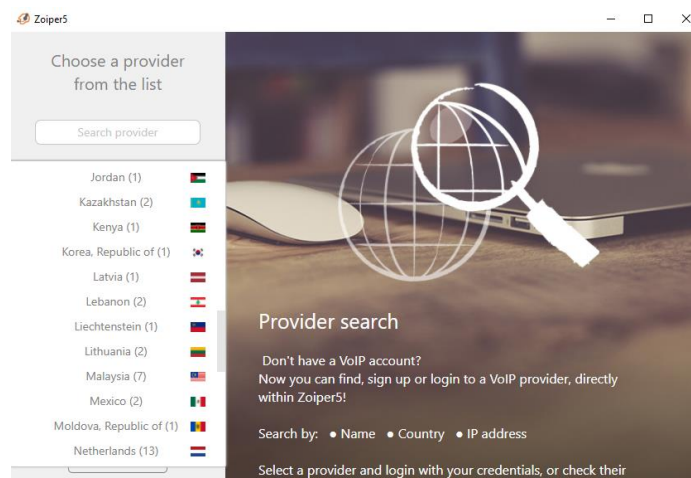 Zoiper5
Choose a provider
from the list
Search provider
Jordan (1)
Kazakhstan (2)
Kenya (1)
Korea, Republic of (1)
Latvia (1)
Lebanon (2)
Liechtenstein (1)
Lithuania (2)
Malaysia (7)
Mexico (2)
Moldova, Republic of (1)
Netherlands (13)
Provider search
Don't have a VoIP account?
Now you can find, sign up or login to a VoIP provider, directly
within Zoiper5!
Search by: ● Name ● Country ● IP address
Select a provider and login with your credentials, or check their